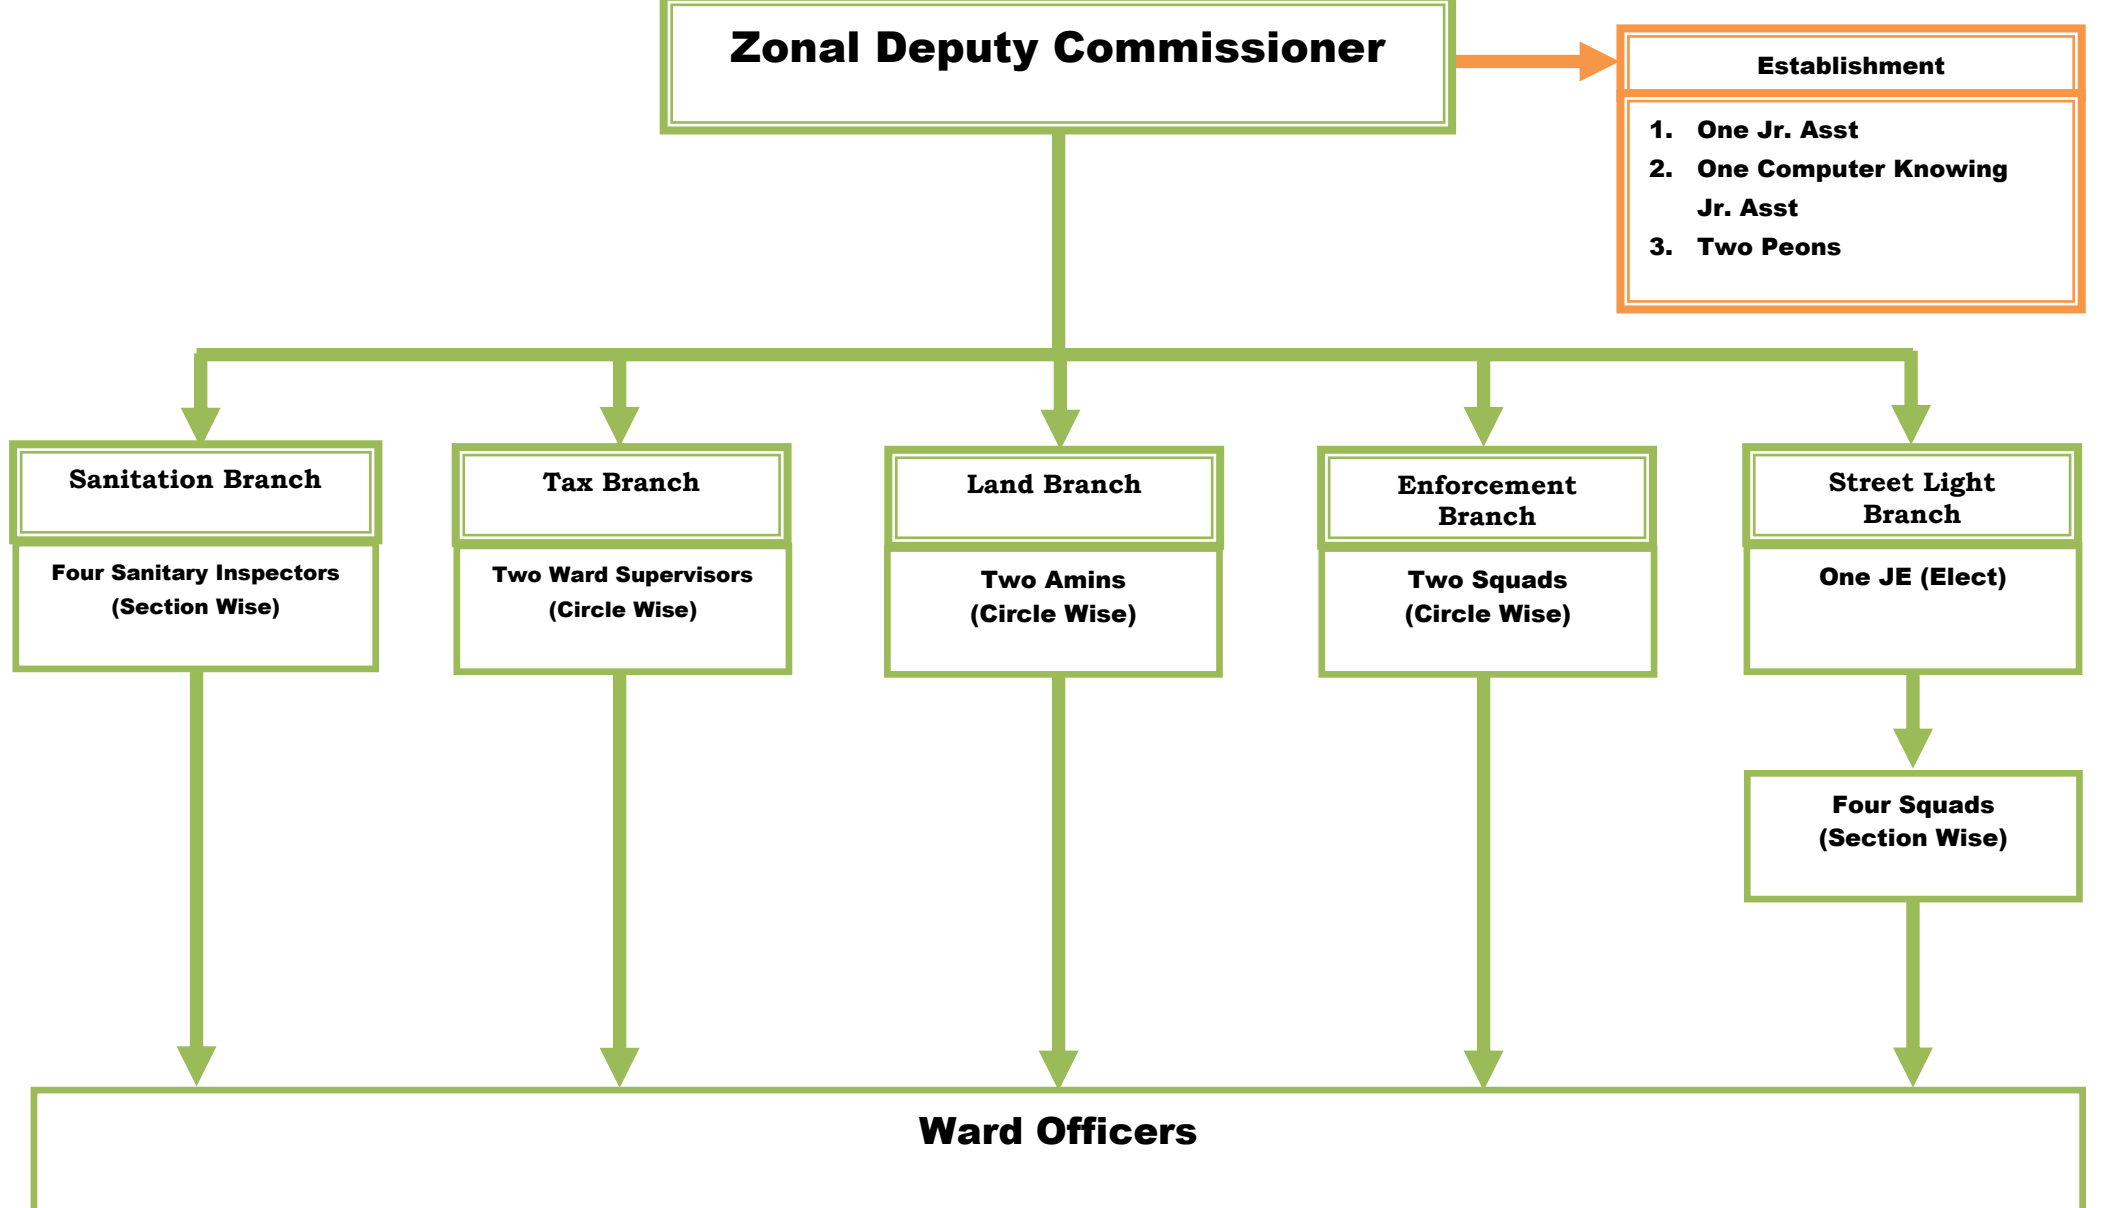 Zonal Deputy Commissioner
Establishment
1. One Jr. Asst
2. One Computer Knowing
Jr. Asst
3. Two Peons
Sanitation Branch
Four Sanitary Inspectors
(Section Wise)
Tax Branch
Two Ward Supervisors
(Circle Wise)
Land Branch
Two Amins
(Circle Wise)
Enforcement
Branch
Two Squads
(Circle Wise)
Street Light
Branch
One JE (Elect)
Four Squads
(Section Wise)
Ward Officers